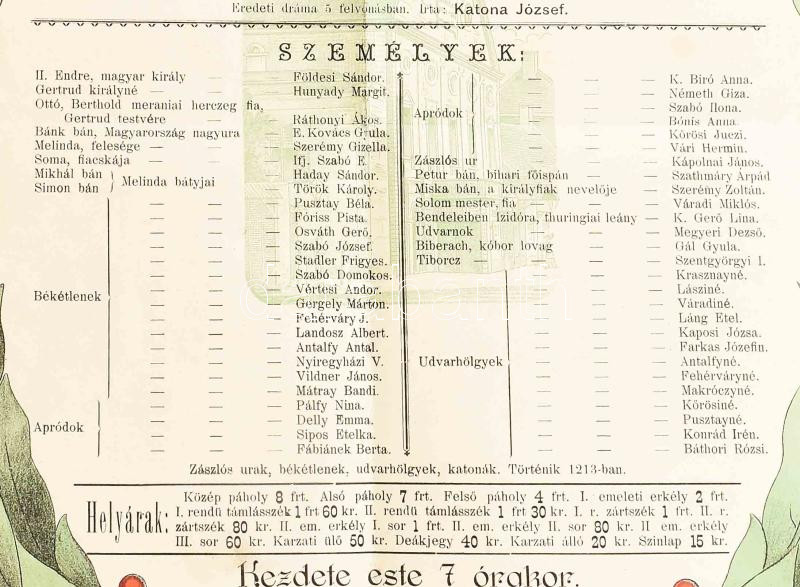 Eredeti dráma 5 felvonásban. Irta: Katona József.
SZEMÉLYEK:
II. Endre, magyar király — Földesi Sándor.
Gertrud királyné — — Hunyady Margit.
Ottó, Berthold meraniai herczeg fia,
Gertrud testvére — — Ráthonyi Ákos.
Bánk bán, Magyarország nagyura — E. Kovács Gyula.
Melinda, felesége — — — Szerémy Gizella.
Soma, fiacskája — — — Ifj. Szabó E.
Mikhál bán — Haday Sándor.
Melinda bátyjai
Simon bán — Török Károly.
— — — Pusztay Béla.
— — — Fóriss Pista.
— — — Osváth Gerő.
— — — Szabó József.
— — — Stadler Frigyes.
— — — Szabó Domokos.
— — — Vértesi Andor.
Békétlenek
— — — Gergely Márton.
— — — Fehérváry J.
— — — Landosz Albert.
— — — Antalfy Antal.
— — — Nyíregyházi V.
— — — Vildner János.
— — — Mátray Bandi.
— — — Pálfy Nina.
— — — Delly Emma.
Apródok
— — — Sipos Etelka.
— — — Fábiánek Berta.
— — — K. Biró Anna.
— — — Németh Giza.
— — — Szabó Ilona.
Apródok
— — — Bónis Anna.
— — — Kőrösi Juczi.
— — — Vári Hermin.
Zászlós ur — — — Kápolnai János.
Petur bán, bihari főispán — — Szathmáry Árpád
Miska bán, a királyfiak nevelője — Szerémy Zoltán.
Solom mester, fia — — — Váradi Miklós.
Bendeleiben Izidóra, thuringiai leány — K. Gerő Lina.
Udvarnok — — — Megyeri Dezső.
Biberach, kóbor lovag — — Gál Gyula.
Tiborcz — — — Szentgyörgyi I.
— — — Krasznayné.
— — — Lásziné.
— — — Váradiné.
— — — Láng Etel.
— — — Kaposi Józsa.
— — — Farkas Józefin.
Udvarhölgyek — — Antalfyné.
— — — Fehérváryné.
— — — Makróczyné.
— — — Kőrösiné.
— — — Pusztayné.
— — — Konrád Irén.
— — — Báthori Rózsi.
Zászlós urak, békétlenek, udvarhölgyek, katonák. Történik 1213-ban.
Helyárak:
Közép páholy 8 frt. Alsó páholy 7 frt. Felső páholy 4 frt. I. emeleti erkély 2 frt.
I. rendü támlásszék 1 frt 60 kr. II. rendü támlásszék 1 frt 30 kr. I. r. zártszék 1 frt. II. r.
zártszék 80 kr. II. em. erkély I. sor 1 frt. II. em. erkély II. sor 80 kr. II em. erkély
III. sor 60 kr. Karzati ülő 50 kr. Deákjegy 40 kr. Karzati álló 20 kr. Szinlap 15 kr.
Kezdete este 7 órakor.